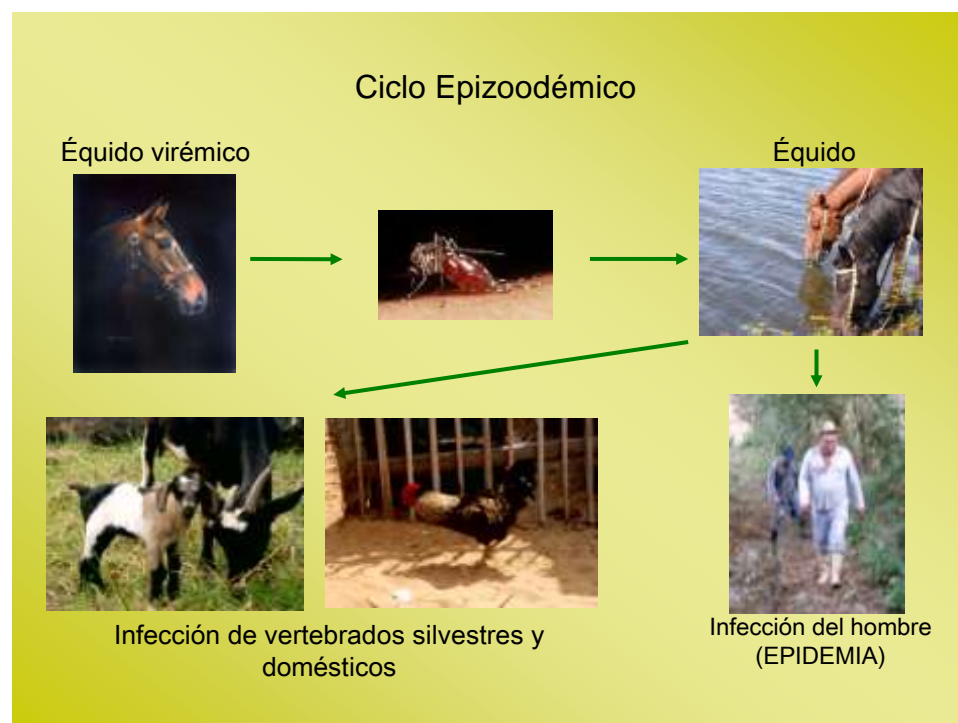 Ciclo Epizoodémico
Équido virémico
Équido
Infección de vertebrados silvestres y
domésticos
Infección del hombre
(EPIDEMIA)